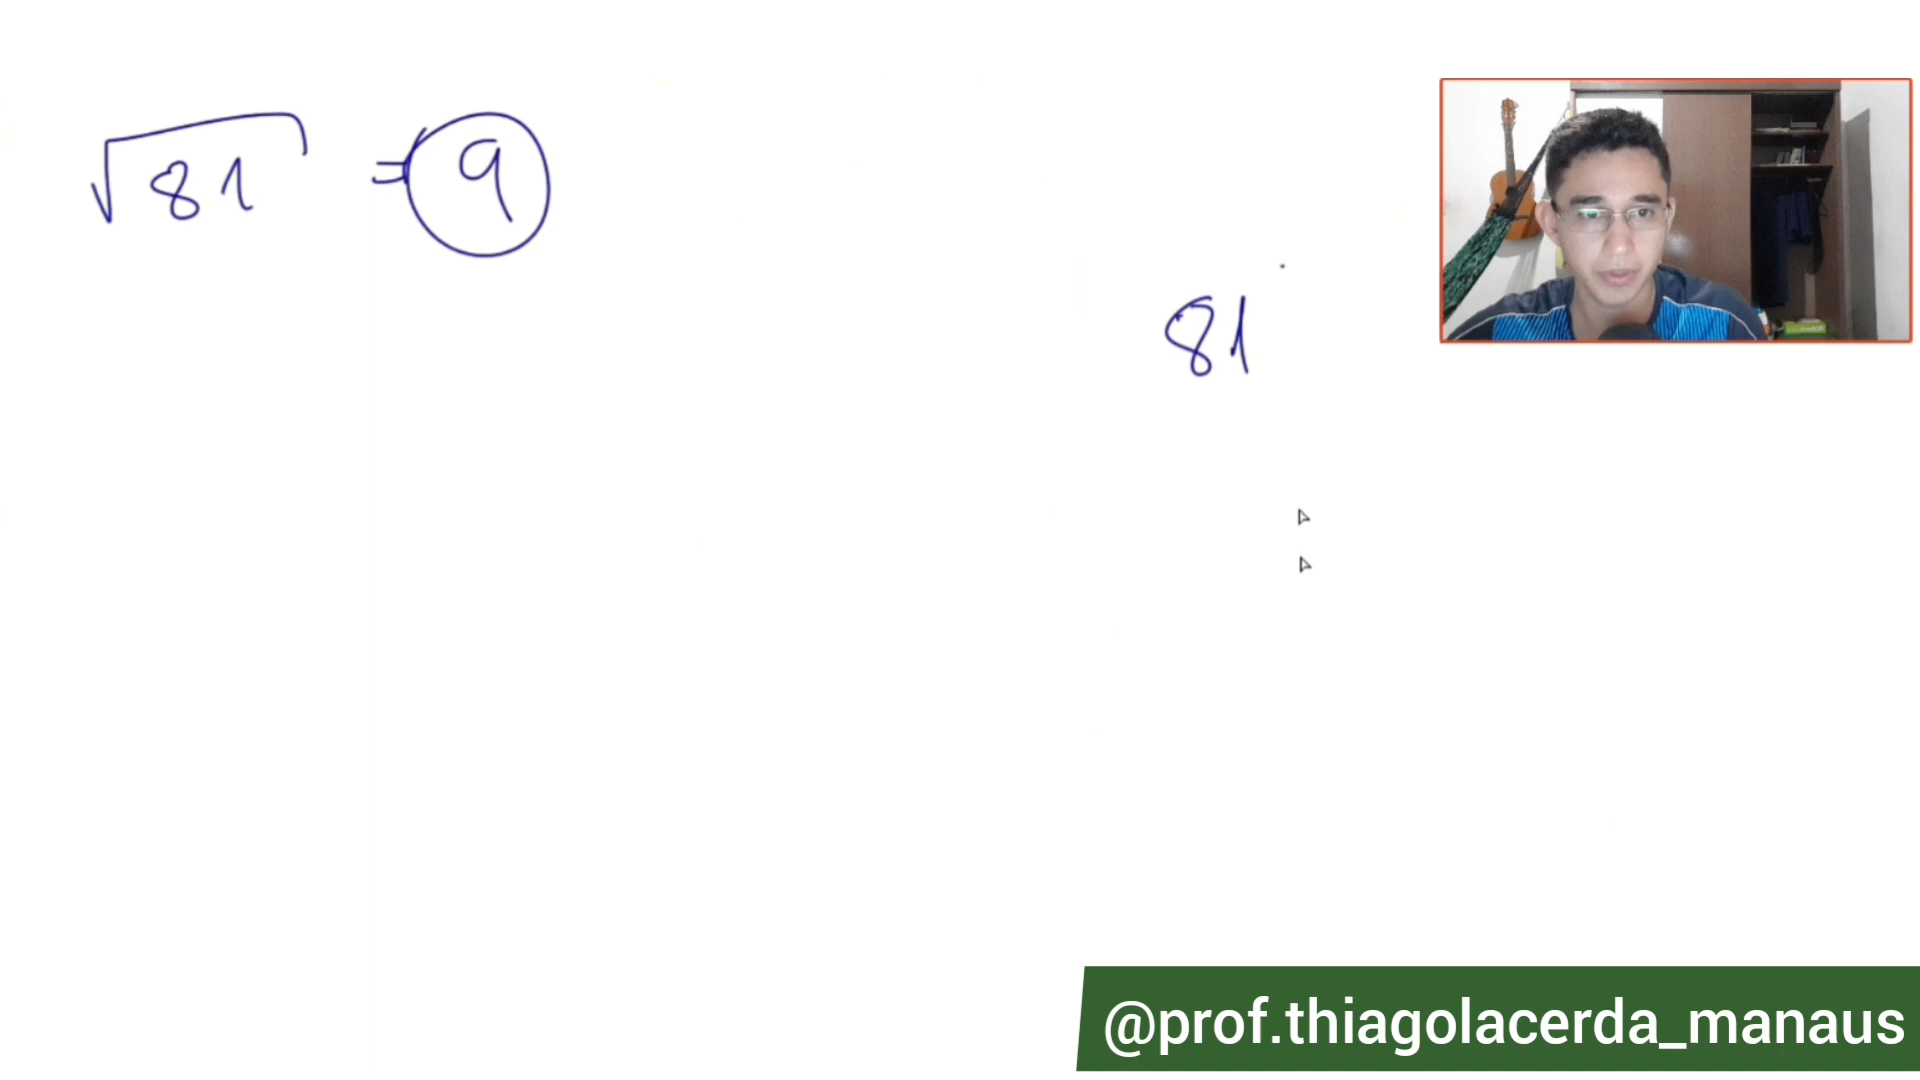 √81 = 9
81
@prof.thiagolacerda_manaus